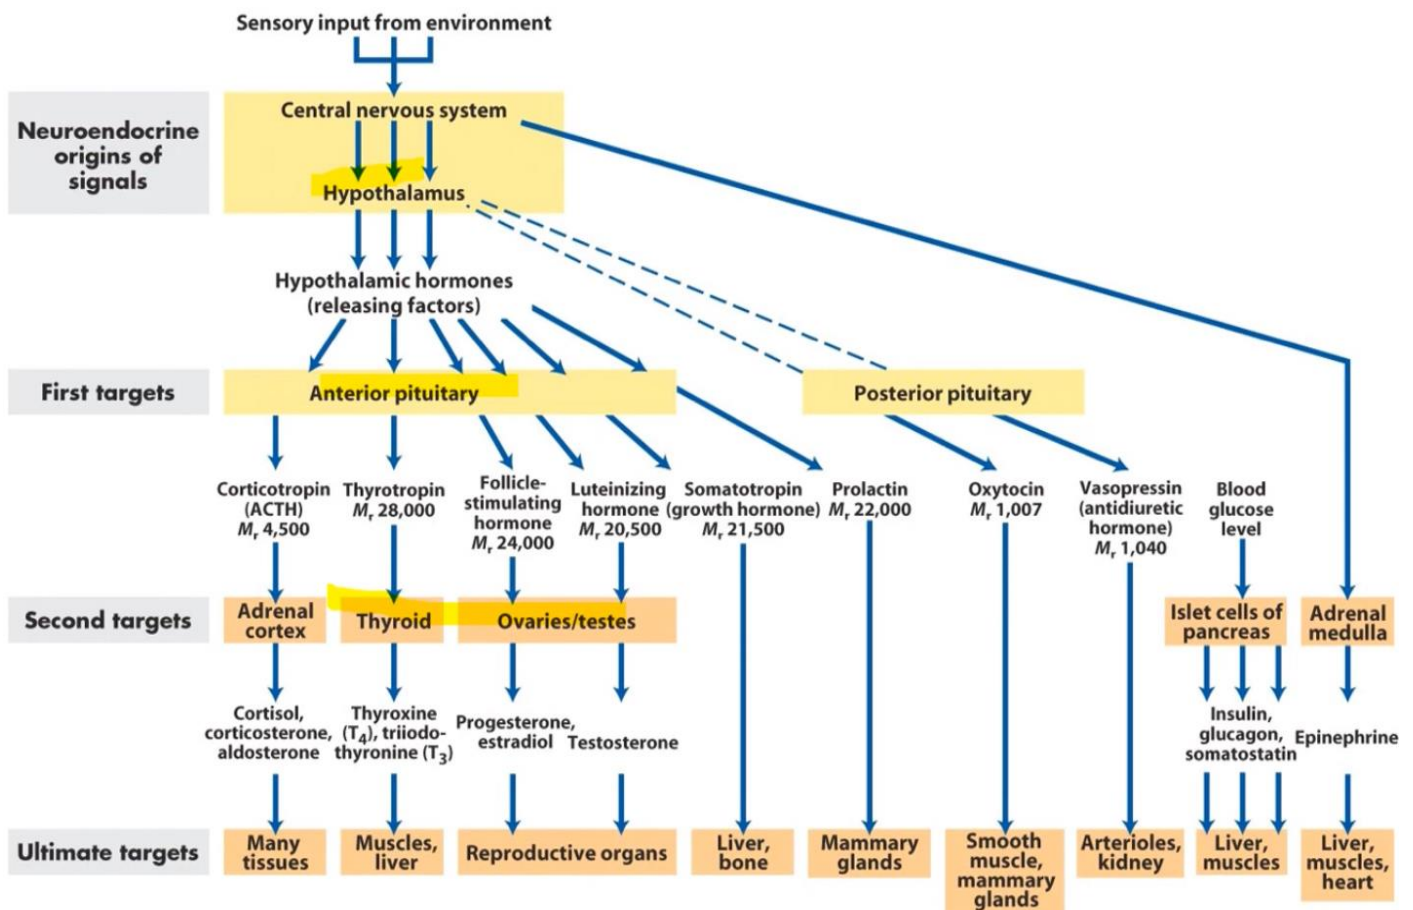 Sensory input from environment
Neuroendocrine
origins of
signals
Central nervous system
Hypothalamus
Hypothalamic hormones
(releasing factors)
First targets
Anterior pituitary
Posterior pituitary
Corticotropin
(ACTH)
Mr 4,500
Thyrotropin
Mr 28,000
Follicle-
stimulating
hormone
Mr 24,000
Luteinizing
hormone
Mr 20,500
Somatotropin
(growth hormone)
Mr 21,500
Prolactin
Mr 22,000
Oxytocin
Mr 1,007
Vasopressin
(antidiuretic
hormone)
Mr 1,040
Blood
glucose
level
Second targets
Adrenal
cortex
Thyroid
Ovaries/testes
Islet cells of
pancreas
Adrenal
medulla
Cortisol,
corticosterone,
aldosterone
Thyroxine
(T4), triiodo-
thyronine (T3)
Progesterone,
estradiol
Testosterone
Insulin,
glucagon,
somatostatin
Epinephrine
Ultimate targets
Many
tissues
Muscles,
liver
Reproductive organs
Liver,
bone
Mammary
glands
Smooth
muscle,
mammary
glands
Arterioles,
kidney
Liver,
muscles
Liver,
muscles,
heart